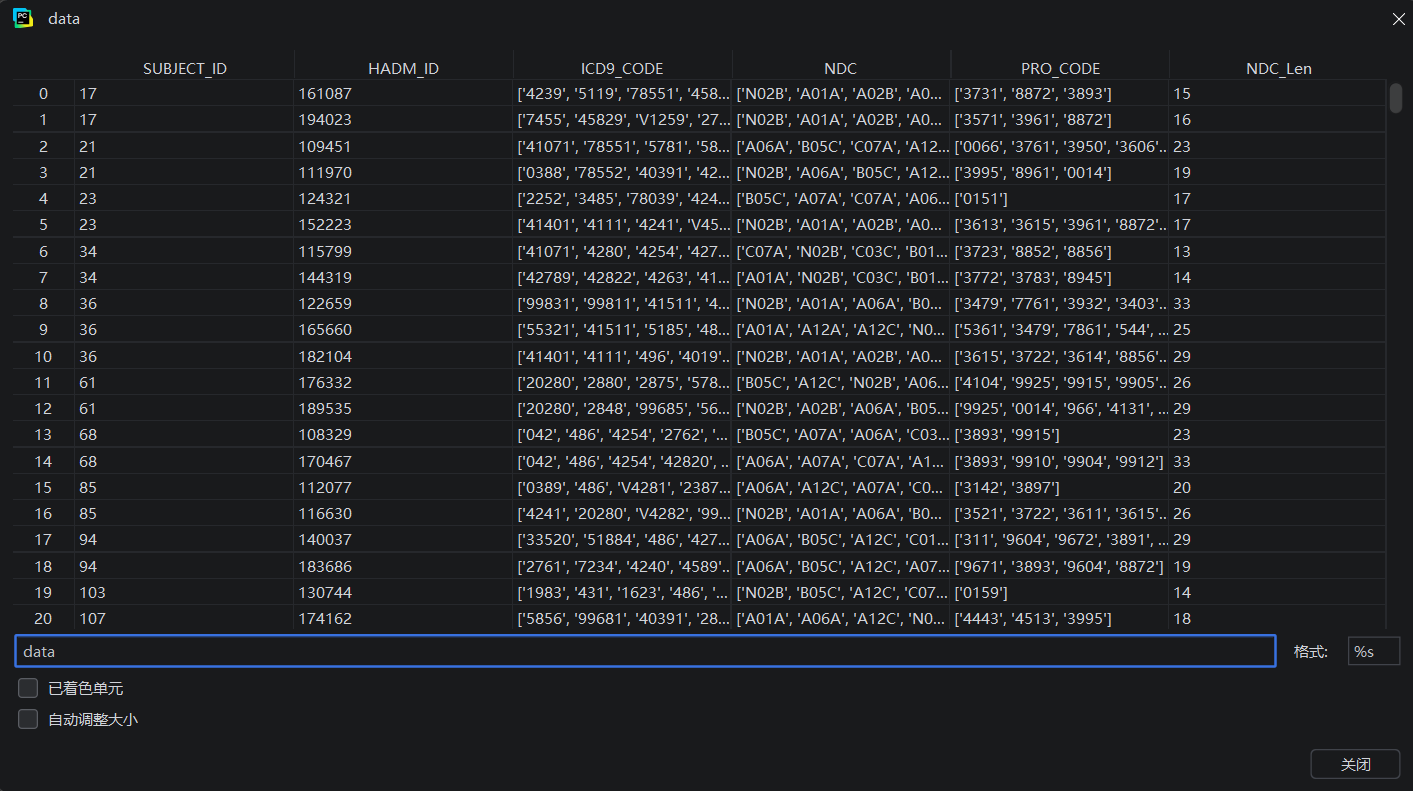 PC data
SUBJECT_ID HADM_ID ICD9_CODE NDC PRO_CODE NDC_Len
0 17 161087 ['4239', '5119', '78551', '458... ['N02B', 'A01A', 'A02B', 'A0... ['3731', '8872', '3893'] 15
1 17 194023 ['7455', '45829', 'V1259', '27... ['N02B', 'A01A', 'A02B', 'A0... ['3571', '3961', '8872'] 16
2 21 109451 ['41071', '78551', '5781', '58... ['A06A', 'B05C', 'C07A', 'A12... ['0066', '3761', '3950', '3606'... 23
3 21 111970 ['0388', '78552', '40391', '42... ['N02B', 'A06A', 'B05C', 'A12... ['3995', '8961', '0014'] 19
4 23 124321 ['2252', '3485', '78039', '424... ['B05C', 'A07A', 'C07A', 'A06... ['0151'] 17
5 23 152223 ['41401', '4111', '4241', 'V45... ['N02B', 'A01A', 'A02B', 'A0... ['3613', '3615', '3961', '8872'... 17
6 34 115799 ['41071', '4280', '4254', '427... ['C07A', 'N02B', 'C03C', 'B01... ['3723', '8852', '8856'] 13
7 34 144319 ['42789', '42822', '4263', '41... ['A01A', 'N02B', 'C03C', 'B01... ['3772', '3783', '8945'] 14
8 36 122659 ['99831', '99811', '41511', '4... ['N02B', 'A01A', 'A06A', 'B0... ['3479', '7761', '3932', '3403'... 33
9 36 165660 ['55321', '41511', '5185', '48... ['A01A', 'A12A', 'A12C', 'N0... ['5361', '3479', '7861', '544', ... 25
10 36 182104 ['41401', '4111', '496', '4019'... ['N02B', 'A01A', 'A02B', 'A0... ['3615', '3722', '3614', '8856'... 29
11 61 176332 ['20280', '2880', '2875', '578... ['B05C', 'A12C', 'N02B', 'A06... ['4104', '9925', '9915', '9905'... 26
12 61 189535 ['20280', '2848', '99685', '56... ['N02B', 'A02B', 'A06A', 'B05... ['9925', '0014', '966', '4131', ... 29
13 68 108329 ['042', '486', '4254', '2762', '... ['B05C', 'A07A', 'A06A', 'C03... ['3893', '9915'] 23
14 68 170467 ['042', '486', '4254', '42820', ... ['A06A', 'A07A', 'C07A', 'A1... ['3893', '9910', '9904', '9912'] 33
15 85 112077 ['0389', '486', 'V4281', '2387... ['A06A', 'A12C', 'A07A', 'C0... ['3142', '3897'] 20
16 85 116630 ['4241', '20280', 'V4282', '99... ['N02B', 'A01A', 'A06A', 'B0... ['3521', '3722', '3611', '3615'... 26
17 94 140037 ['33520', '51884', '486', '427... ['A06A', 'B05C', 'A12C', 'C01... ['311', '9604', '9672', '3891', ... 29
18 94 183686 ['2761', '7234', '4240', '4589'... ['A06A', 'B05C', 'A12C', 'A07... ['9671', '3893', '9604', '8872'] 19
19 103 130744 ['1983', '431', '1623', '486', '... ['N02B', 'B05C', 'A12C', 'C07... ['0159'] 14
20 107 174162 ['5856', '99681', '40391', '28... ['A01A', 'A06A', 'A12C', 'N0... ['4443', '4513', '3995'] 18
data 格式: %s
已着色单元
自动调整大小
关闭